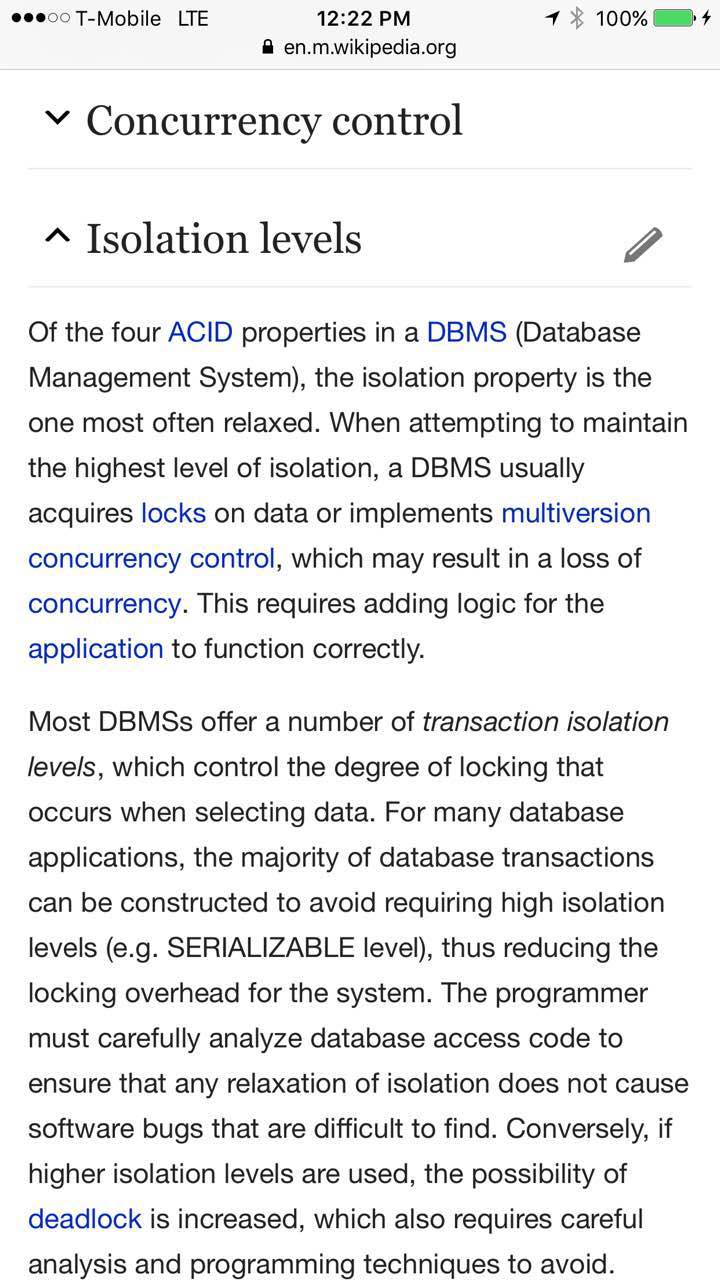 T-Mobile LTE 12:22 PM 100%
en.m.wikipedia.org
Concurrency control
Isolation levels
Of the four ACID properties in a DBMS (Database
Management System), the isolation property is the
one most often relaxed. When attempting to maintain
the highest level of isolation, a DBMS usually
acquires locks on data or implements multiversion
concurrency control, which may result in a loss of
concurrency. This requires adding logic for the
application to function correctly.
Most DBMSs offer a number of transaction isolation
levels, which control the degree of locking that
occurs when selecting data. For many database
applications, the majority of database transactions
can be constructed to avoid requiring high isolation
levels (e.g. SERIALIZABLE level), thus reducing the
locking overhead for the system. The programmer
must carefully analyze database access code to
ensure that any relaxation of isolation does not cause
software bugs that are difficult to find. Conversely, if
higher isolation levels are used, the possibility of
deadlock is increased, which also requires careful
analysis and programming techniques to avoid.